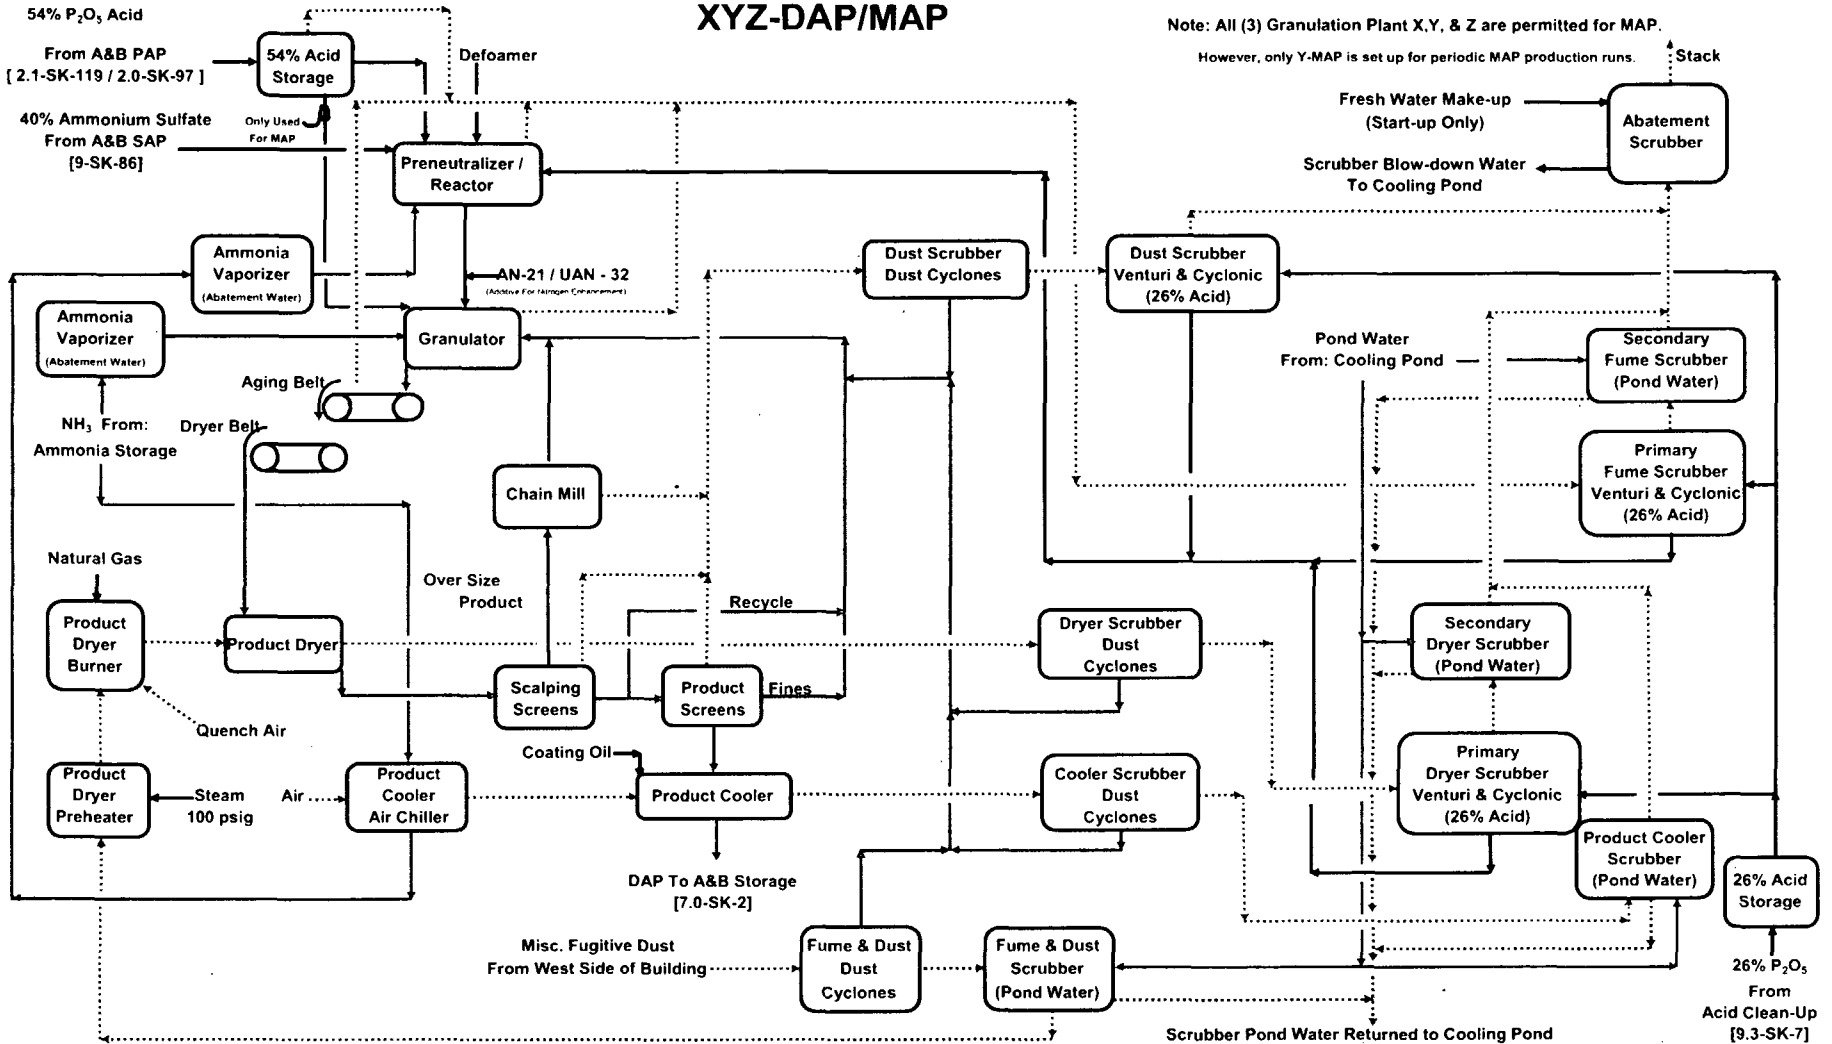 XYZ-DAP/MAP
54% P₂O₅ Acid
From A&B PAP
[ 2.1-SK-119 / 2.0-SK-97 ]
54% Acid
Storage
Defoamer
Note: All (3) Granulation Plant X,Y, & Z are permitted for MAP.
However, only Y-MAP is set up for periodic MAP production runs.
Stack
40% Ammonium Sulfate
From A&B SAP
[9-SK-86]
Only Used
For MAP
Preneutralizer /
Reactor
Fresh Water Make-up
(Start-up Only)
Abatement
Scrubber
Scrubber Blow-down Water
To Cooling Pond
Ammonia
Vaporizer
(Abatement Water)
AN-21 / UAN - 32
(Additive For Nitrogen Enhancement)
Dust Scrubber
Dust Cyclones
Dust Scrubber
Venturi & Cyclonic
(26% Acid)
Ammonia
Vaporizer
(Abatement Water)
Granulator
Pond Water
From: Cooling Pond
Secondary
Fume Scrubber
(Pond Water)
Aging Belt
NH₃ From:
Ammonia Storage
Dryer Belt
Primary
Fume Scrubber
Venturi & Cyclonic
(26% Acid)
Chain Mill
Natural Gas
Over Size
Product
Recycle
Product
Dryer
Burner
Product Dryer
Dryer Scrubber
Dust
Cyclones
Secondary
Dryer Scrubber
(Pond Water)
Scalping
Screens
Product
Screens
Fines
Quench Air
Coating Oil
Product
Dryer
Preheater
Steam
100 psig
Air
Product
Cooler
Air Chiller
Product Cooler
Cooler Scrubber
Dust
Cyclones
Primary
Dryer Scrubber
Venturi & Cyclonic
(26% Acid)
Product Cooler
Scrubber
(Pond Water)
26% Acid
Storage
DAP To A&B Storage
[7.0-SK-2]
Misc. Fugitive Dust
From West Side of Building
Fume & Dust
Dust
Cyclones
Fume & Dust
Scrubber
(Pond Water)
26% P₂O₅
From
Acid Clean-Up
[9.3-SK-7]
Scrubber Pond Water Returned to Cooling Pond